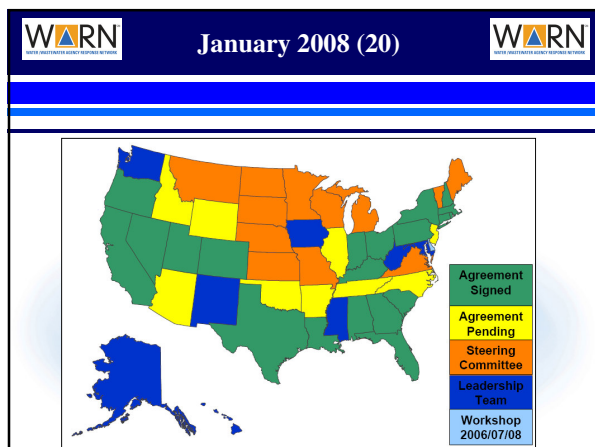 WARN
WATER /WASTEWATER AGENCY RESPONSE NETWORK
January 2008 (20)
WARN
WATER /WASTEWATER AGENCY RESPONSE NETWORK
Agreement
Signed
Agreement
Pending
Steering
Committee
Leadership
Team
Workshop
2006/07/08